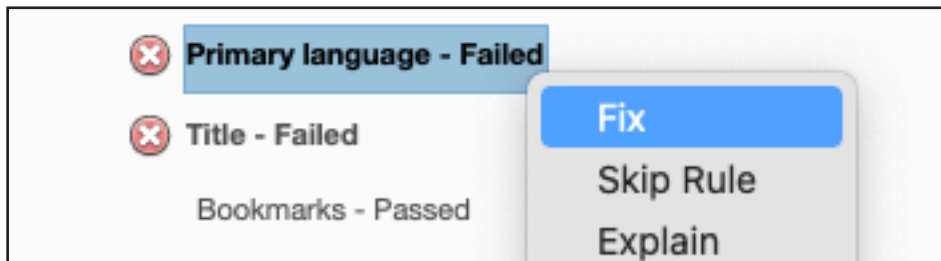 Primary language - Failed
Fix
Title - Failed
Skip Rule
Bookmarks - Passed
Explain